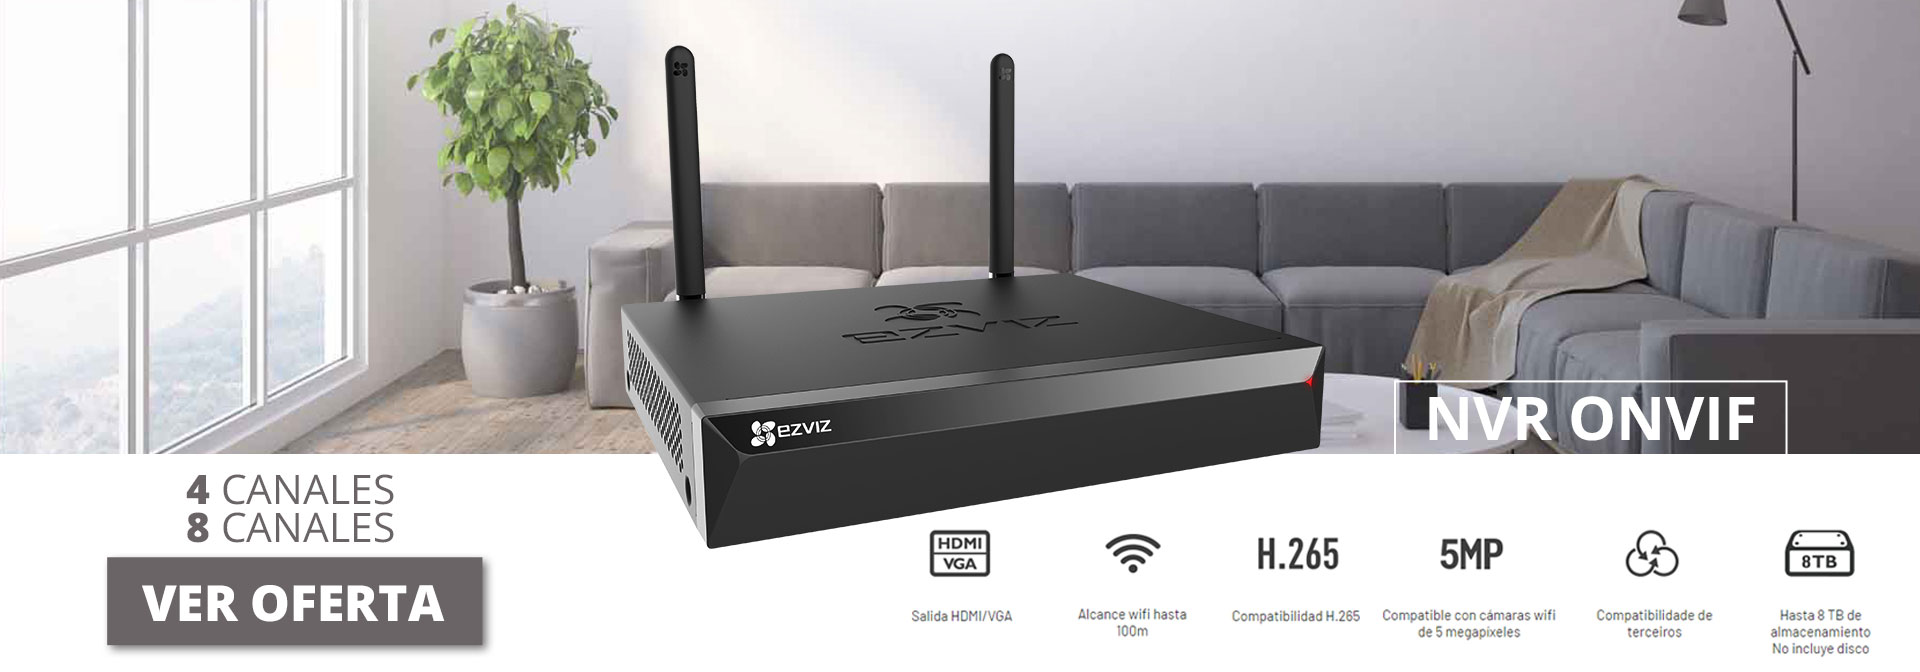 EZVIZ
EZVIZ
NVR ONVIF
4 CANALES
8 CANALES
VER OFERTA
HDMI
VGA
Salida HDMI/VGA
Alcance wifi hasta
100m
H.265
Compatibilidad H.265
5MP
Compatible con cámaras wifi
de 5 megapíxeles
Compatibilidade de
terceiros
8TB
Hasta 8 TB de
almacenamiento
No incluye disco